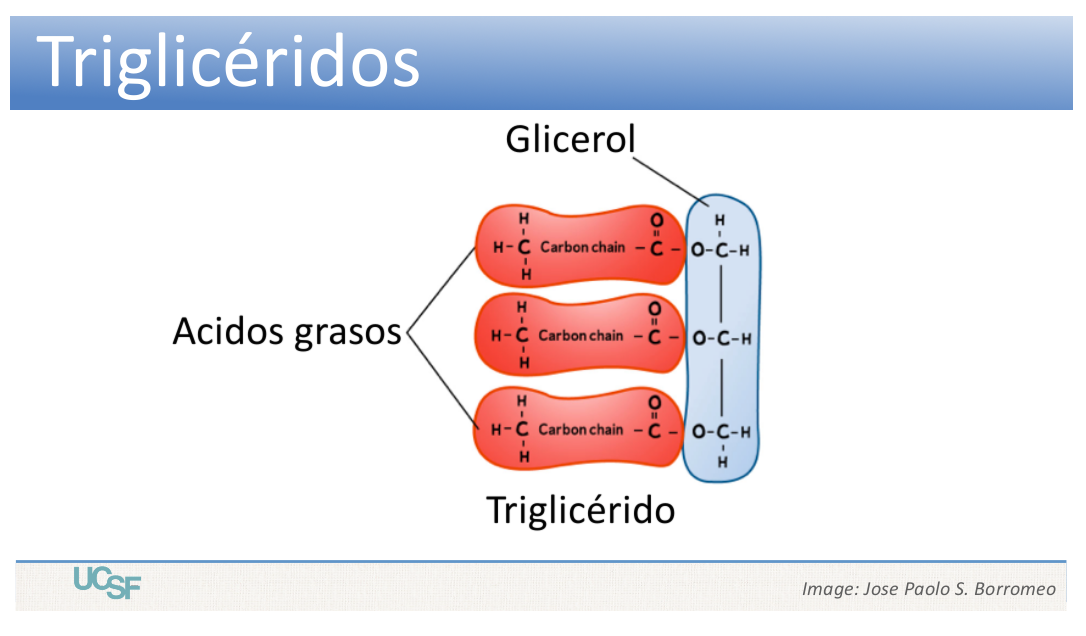 Triglicéridos
Glicerol
H
O
H
H–C Carbon chain –C– O–C–H
H
H
O
H–C Carbon chain –C– O–C–H
H
Acidos grasos
H
O
H–C Carbon chain –C– O–C–H
H
H
Triglicérido
UCSF
Image: Jose Paolo S. Borromeo